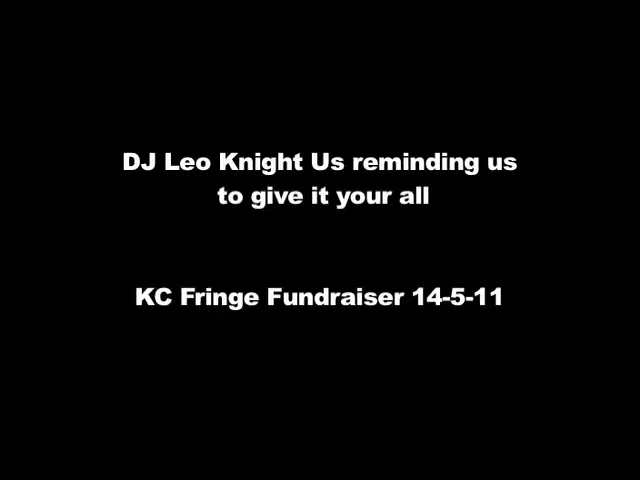 DJ Leo Knight Us reminding us
to give it your all
KC Fringe Fundraiser 14-5-11